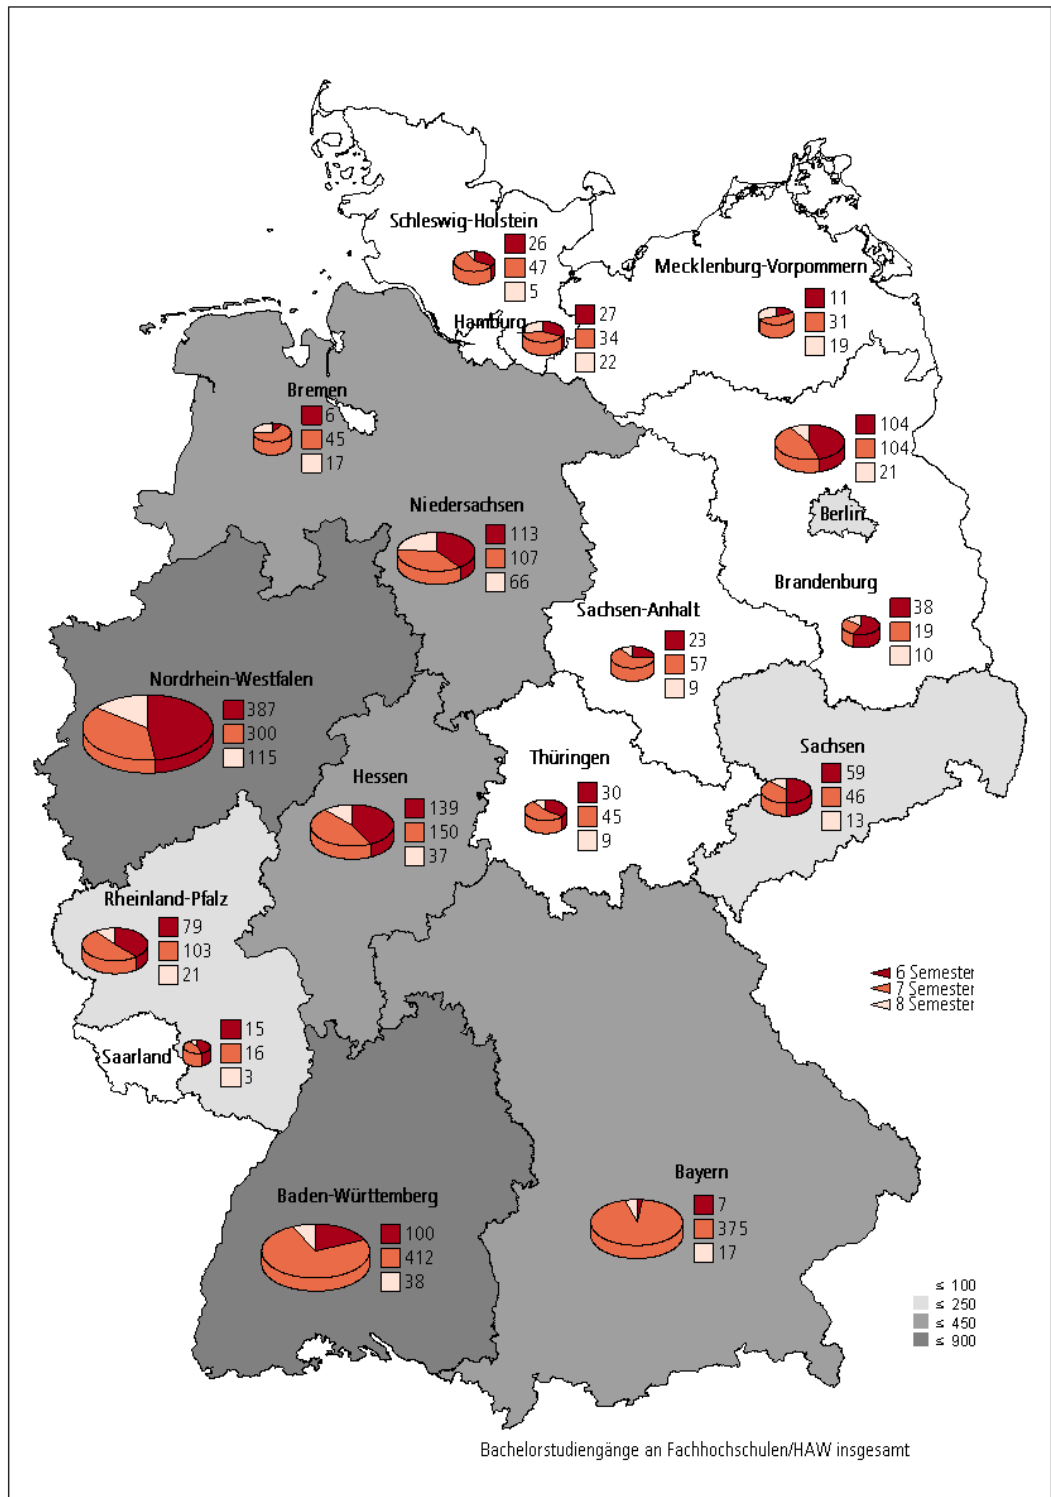 Schleswig-Holstein
26
47
5
Mecklenburg-Vorpommern
11
31
19
Hamburg
27
34
22
Bremen
6
45
17
104
104
21
Berlin
Niedersachsen
113
107
66
Brandenburg
38
19
10
Sachsen-Anhalt
23
57
9
Nordrhein-Westfalen
387
300
115
Sachsen
59
46
13
Thüringen
30
45
9
Hessen
139
150
37
Rheinland-Pfalz
79
103
21
6 Semester
7 Semester
8 Semester
Saarland
15
16
3
Bayern
7
375
17
Baden-Württemberg
100
412
38
≤ 100
≤ 250
≤ 450
≤ 900
Bachelorstudiengänge an Fachhochschulen/HAW insgesamt